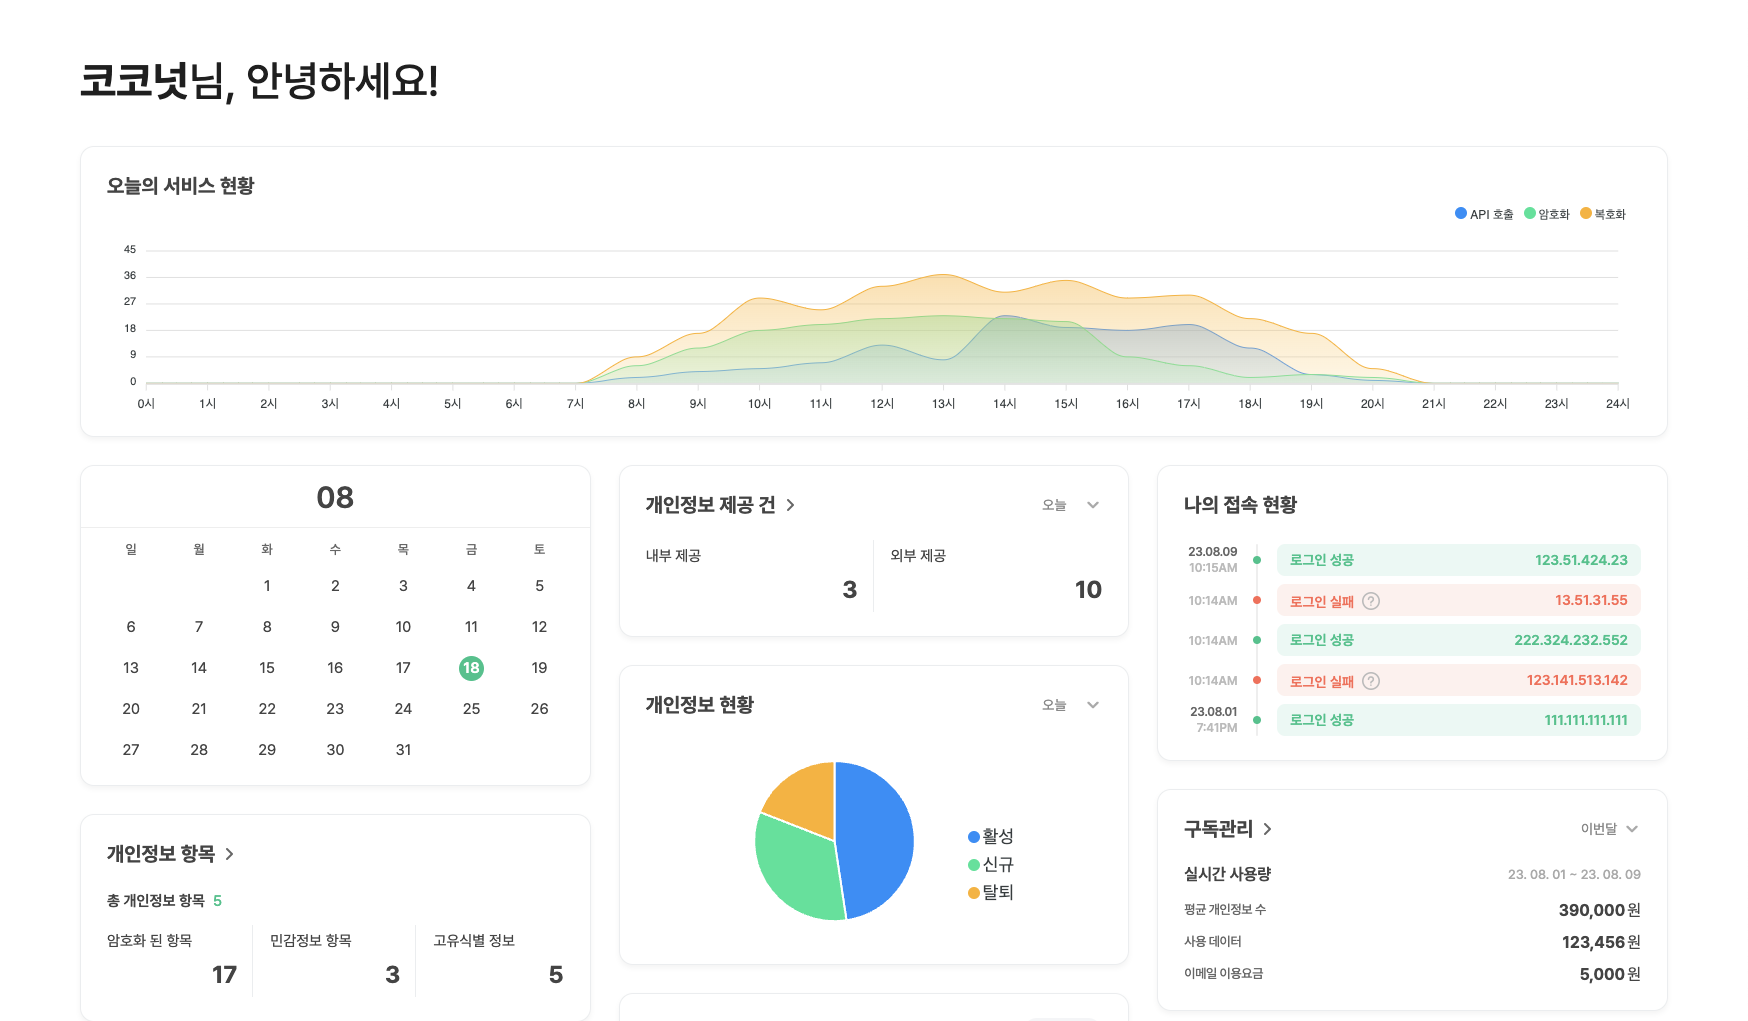 코코넛님, 안녕하세요!
오늘의 서비스 현황
API 호출 암호화 복호화
45
36
27
18
9
0
0시 1시 2시 3시 4시 5시 6시 7시 8시 9시 10시 11시 12시 13시 14시 15시 16시 17시 18시 19시 20시 21시 22시 23시 24시
08
일 월 화 수 목 금 토
1 2 3 4 5
6 7 8 9 10 11 12
13 14 15 16 17 18 19
20 21 22 23 24 25 26
27 28 29 30 31
개인정보 항목
총 개인정보 항목 5
암호화 된 항목 민감정보 항목 고유식별 정보
17 3 5
개인정보 제공 건 오늘
내부 제공 외부 제공
3 10
개인정보 현황 오늘
활성
신규
탈퇴
나의 접속 현황
23.08.09
10:15AM 로그인 성공 123.51.424.23
10:14AM 로그인 실패 ? 13.51.31.55
10:14AM 로그인 성공 222.324.232.552
10:14AM 로그인 실패 ? 123.141.513.142
23.08.01
7:41PM 로그인 성공 111.111.111.111
구독관리 이번달
실시간 사용량 23. 08. 01 ~ 23. 08. 09
평균 개인정보 수 390,000원
사용 데이터 123,456원
이메일 이용요금 5,000원